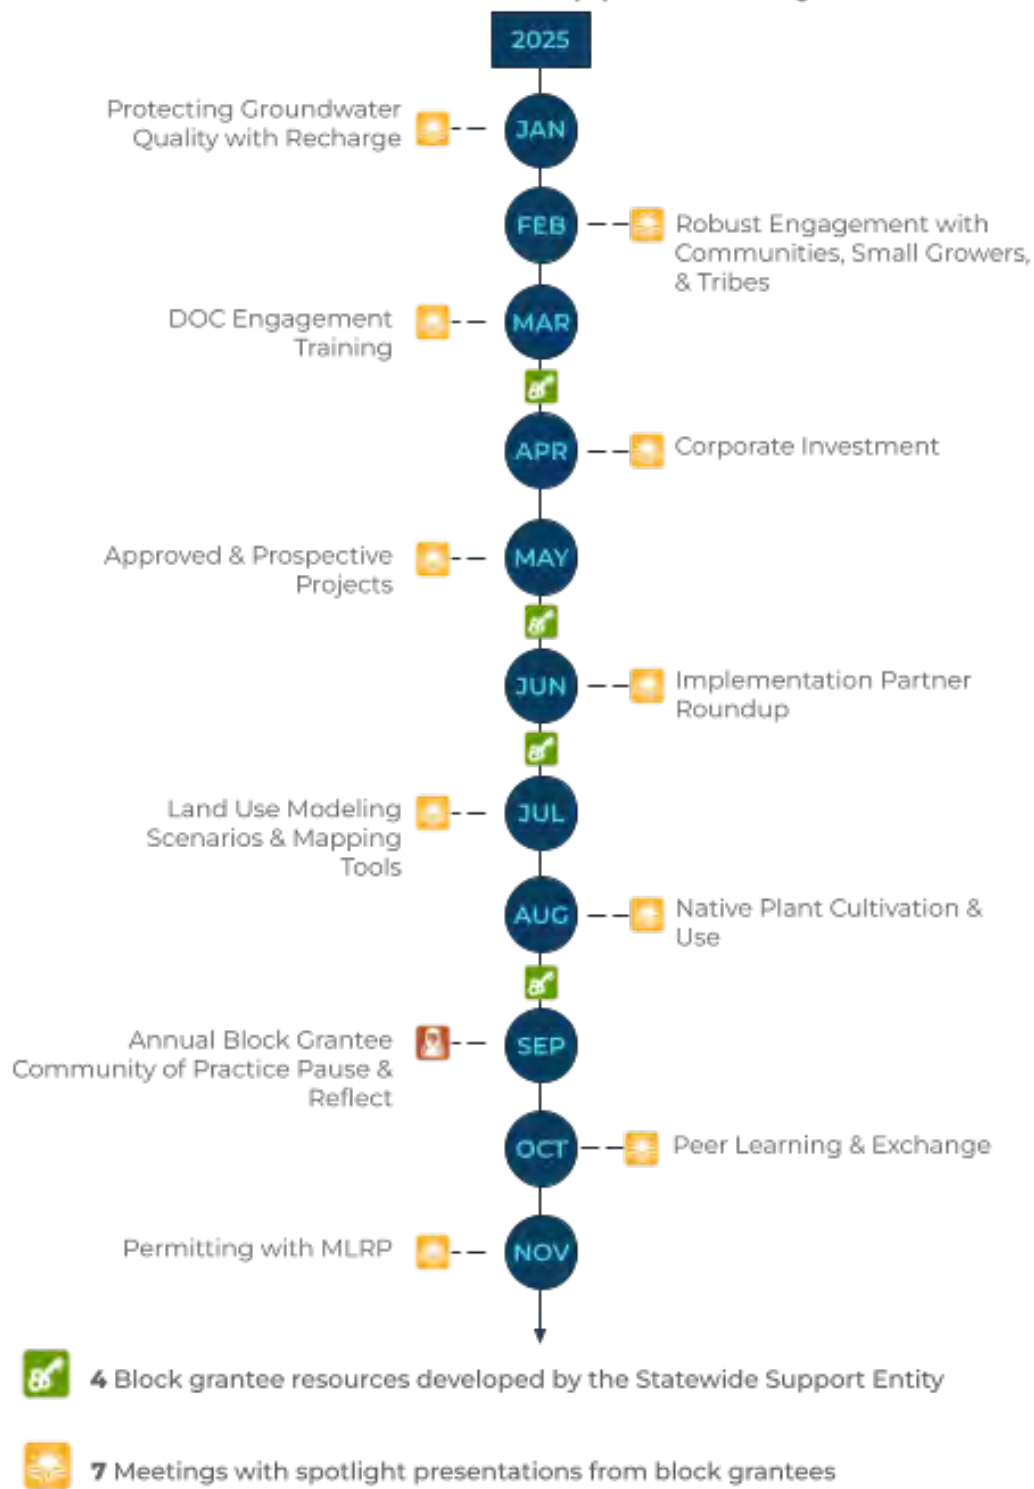 2025
JAN
Protecting Groundwater
Quality with Recharge
FEB
Robust Engagement with
Communities, Small Growers,
& Tribes
MAR
DOC Engagement
Training
APR
Corporate Investment
MAY
Approved & Prospective
Projects
JUN
Implementation Partner
Roundup
JUL
Land Use Modeling
Scenarios & Mapping
Tools
AUG
Native Plant Cultivation &
Use
SEP
Annual Block Grantee
Community of Practice Pause &
Reflect
OCT
Peer Learning & Exchange
NOV
Permitting with MLRP
4 Block grantee resources developed by the Statewide Support Entity
7 Meetings with spotlight presentations from block grantees